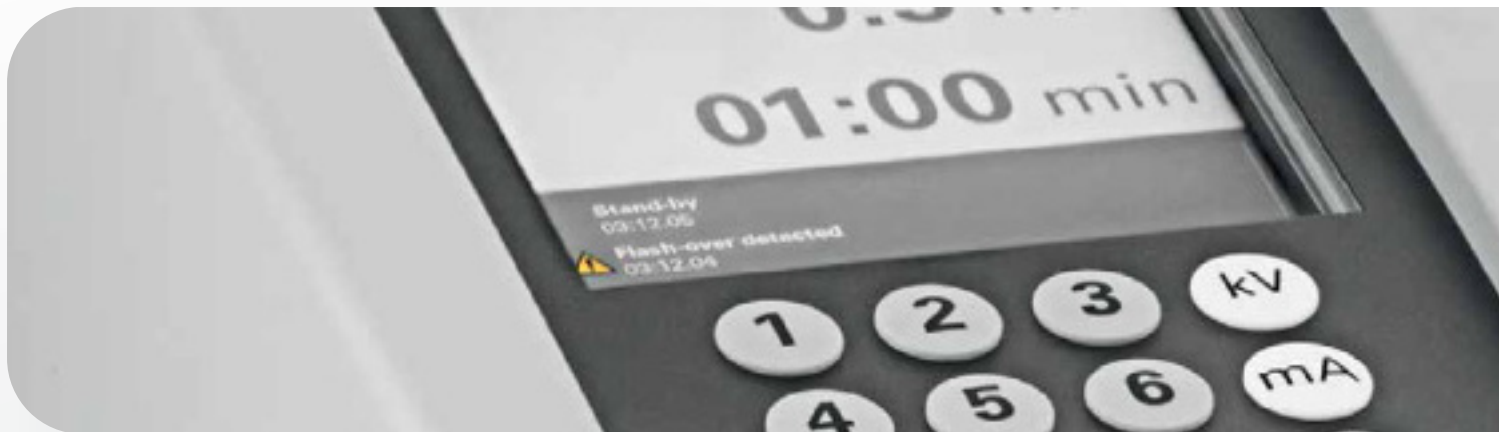 01:00 min
Stand-by
03:12.05
Flash-over detected
03:12.04
1 2 3 kV
4 5 6 mA